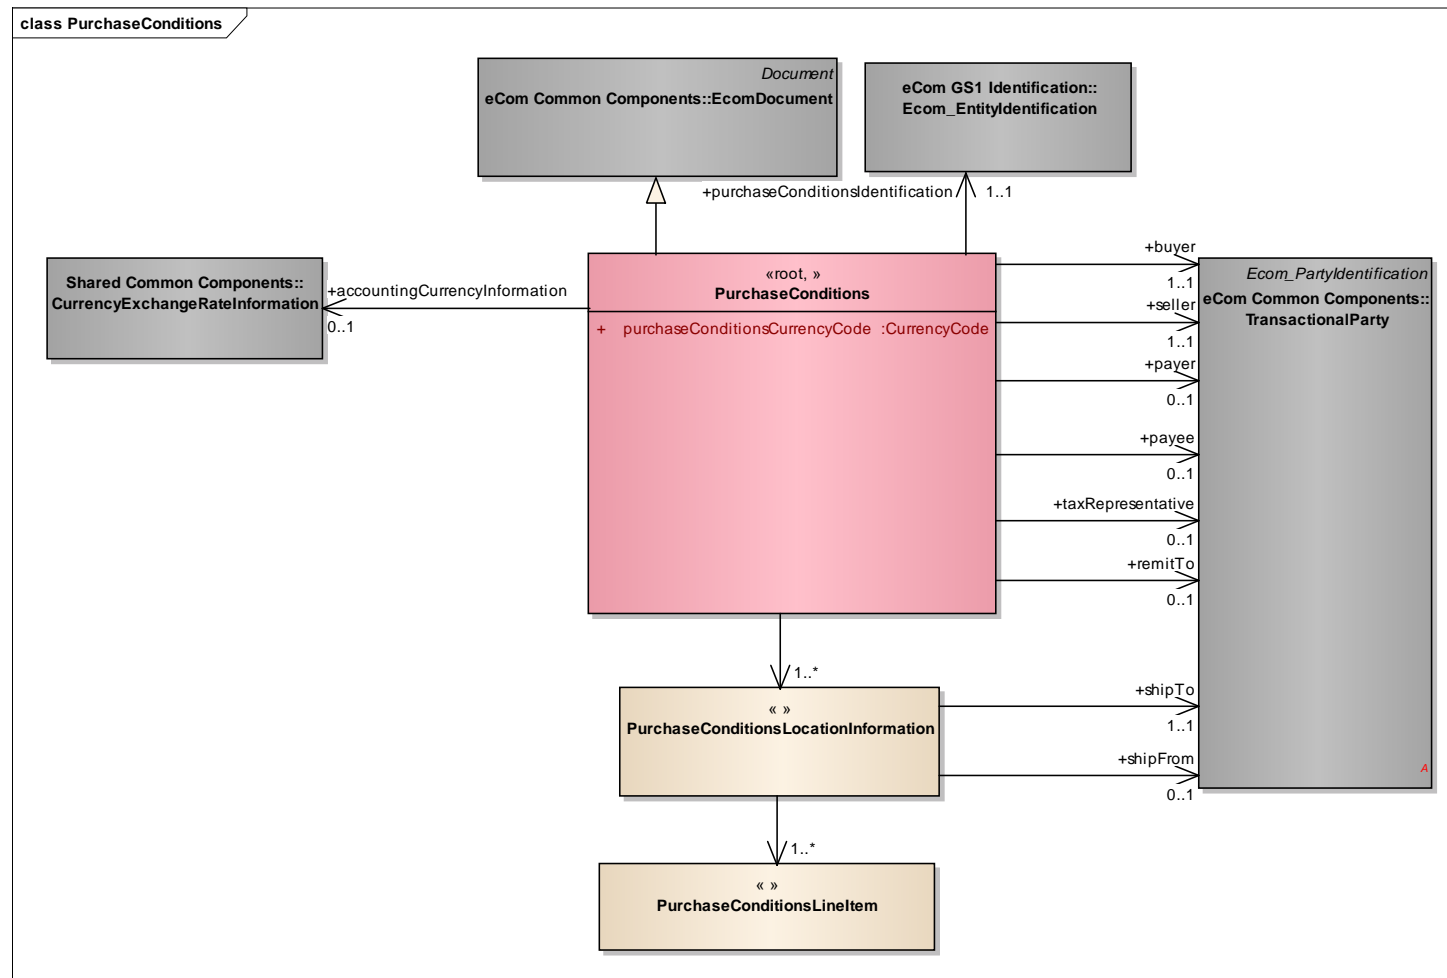 class PurchaseConditions
Document
eCom Common Components::EcomDocument
eCom GS1 Identification::
Ecom_EntityIdentification
+purchaseConditionsIdentification
1..1
Shared Common Components::
CurrencyExchangeRateInformation
+accountingCurrencyInformation
0..1
«root, »
PurchaseConditions
+ purchaseConditionsCurrencyCode :CurrencyCode
+buyer
1..1
+seller
1..1
+payer
0..1
+payee
0..1
+taxRepresentative
0..1
+remitTo
0..1
Ecom_PartyIdentification
eCom Common Components::
TransactionalParty
A
1..*
« »
PurchaseConditionsLocationInformation
+shipTo
1..1
+shipFrom
0..1
1..*
« »
PurchaseConditionsLineItem